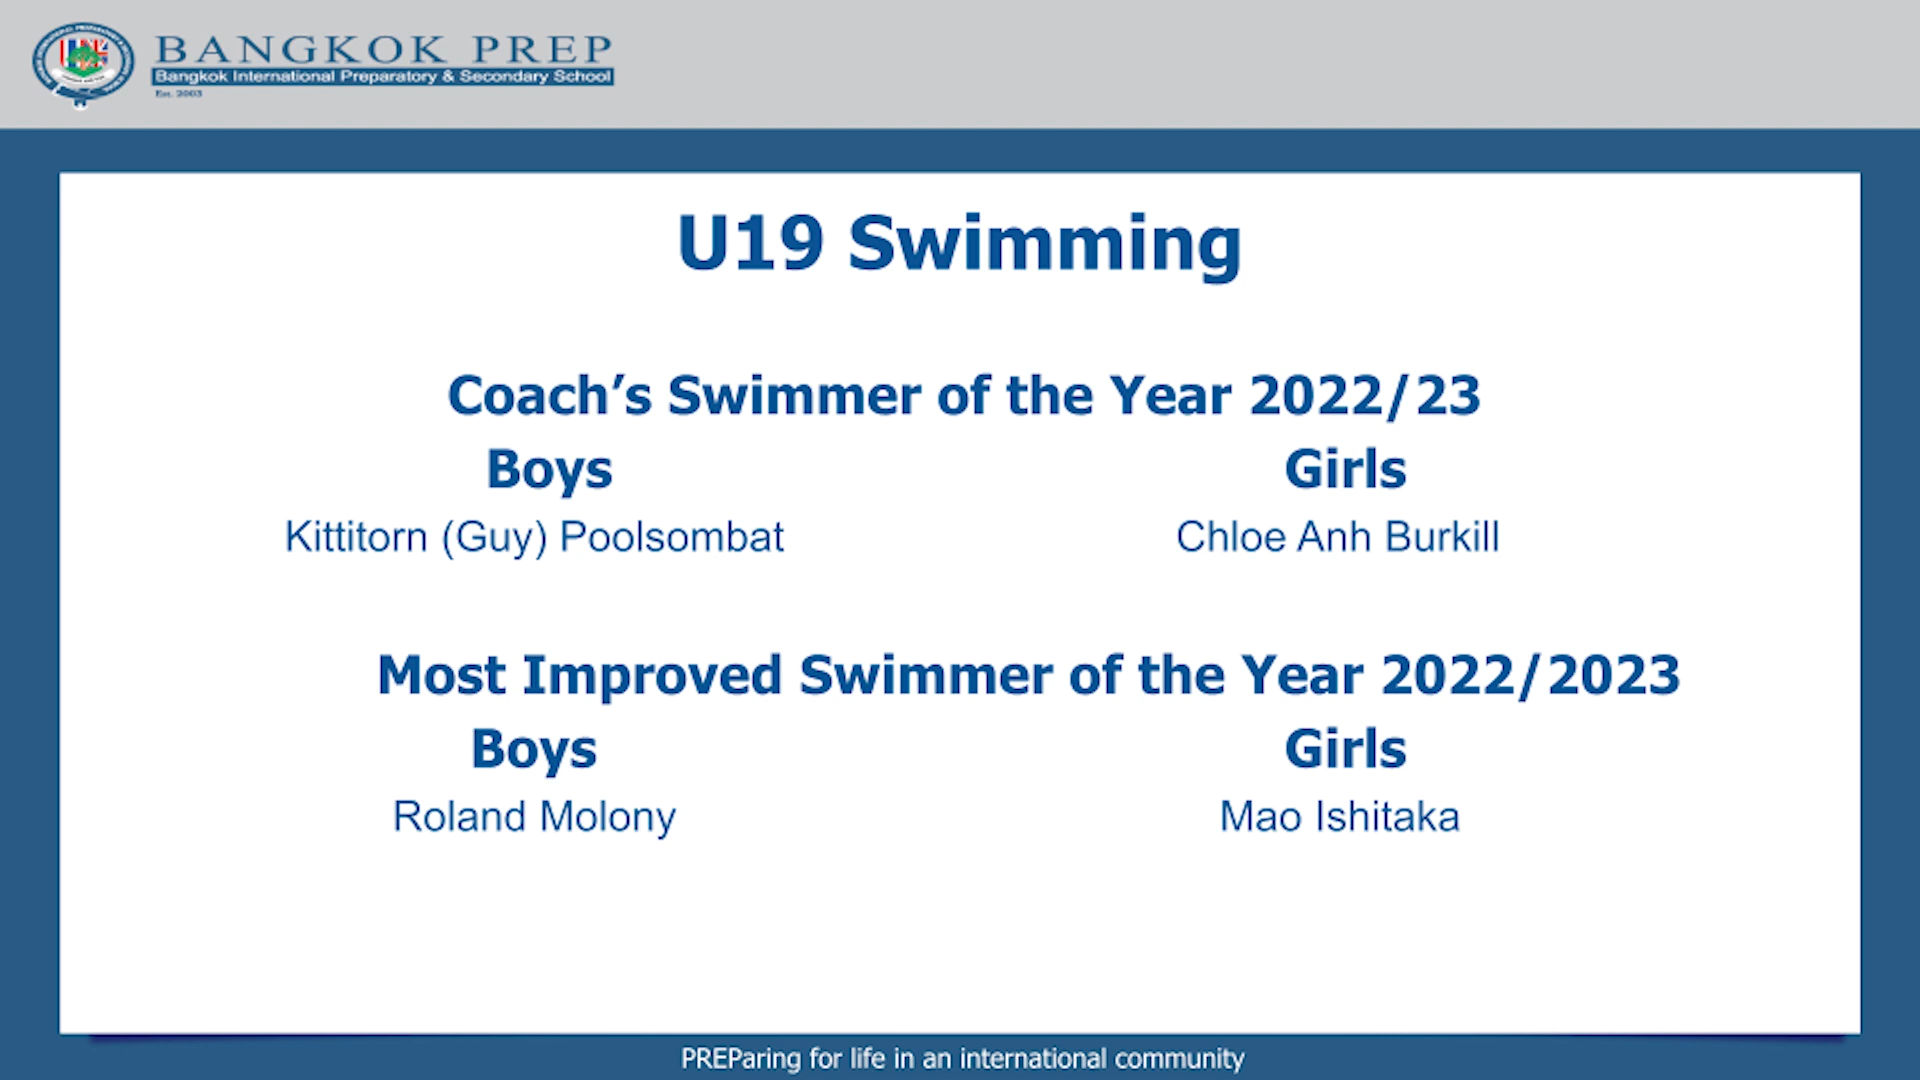 BANGKOK PREP
Bangkok International Preparatory & Secondary School
Est. 2003
U19 Swimming
Coach’s Swimmer of the Year 2022/23
Boys Girls
Kittitorn (Guy) Poolsombat Chloe Anh Burkill
Most Improved Swimmer of the Year 2022/2023
Boys Girls
Roland Molony Mao Ishitaka
PREParing for life in an international community